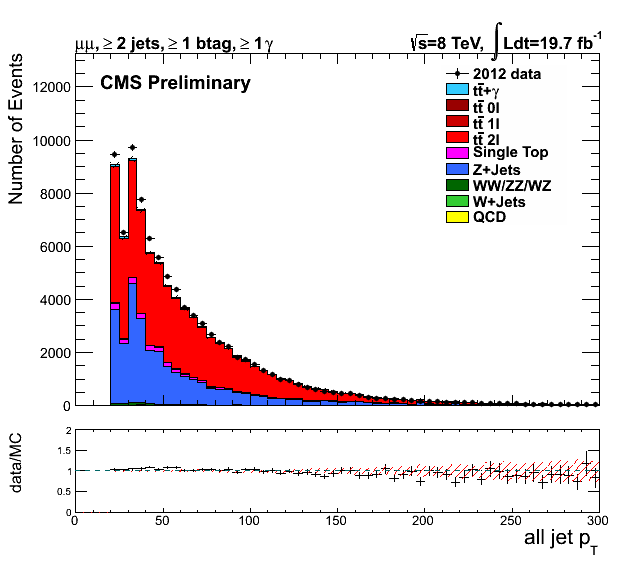 μμ, ≥ 2 jets, ≥ 1 btag, ≥ 1 γ
√s=8 TeV, ∫ Ldt=19.7 fb⁻¹
Number of Events
CMS Preliminary
2012 data
tt̄+γ
tt̄ 0l
tt̄ 1l
tt̄ 2l
Single Top
Z+Jets
WW/ZZ/WZ
W+Jets
QCD
12000
10000
8000
6000
4000
2000
0
data/MC
2
1.5
1
0.5
0
0 50 100 150 200 250 300
all jet p_T